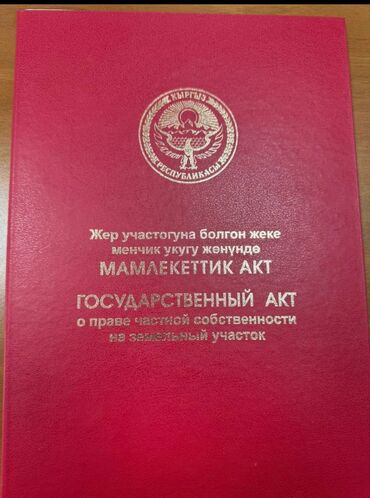 КЫРГЫЗ
РЕСПУБЛИКАСЫ
Жер участогуна болгон жеке
менчик укугу жөнүндө
МАМЛЕКЕТТИК АКТ
ГОСУДАРСТВЕННЫЙ АКТ
о праве частной собственности
на земельный участок